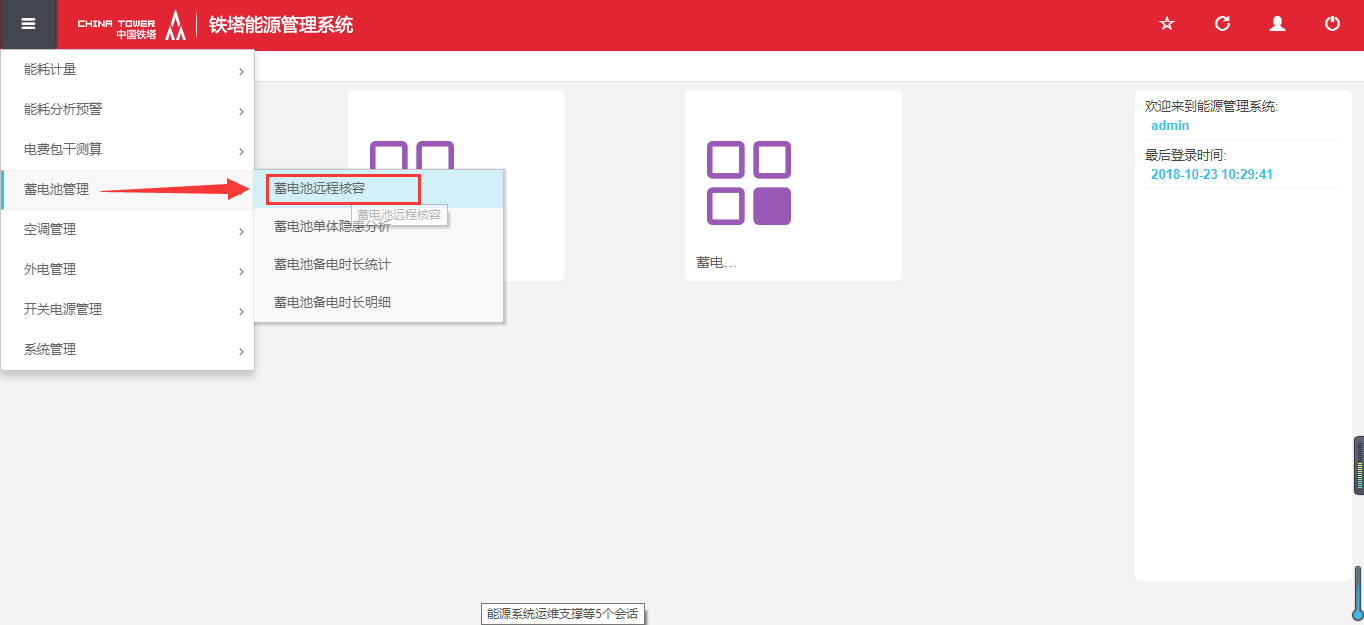 CHINA TOWER
中国铁塔
铁塔能源管理系统
能耗计量
能耗分析预警
电费包干测算
蓄电池管理
空调管理
外电管理
开关电源管理
系统管理
蓄电池远程核容
蓄电池远程核容
蓄电池单体隐患分析
蓄电池备电时长统计
蓄电池备电时长明细
蓄电...
欢迎来到能源管理系统:
admin
最后登录时间:
2018-10-23 10:29:41
能源系统运维支撑等5个会话